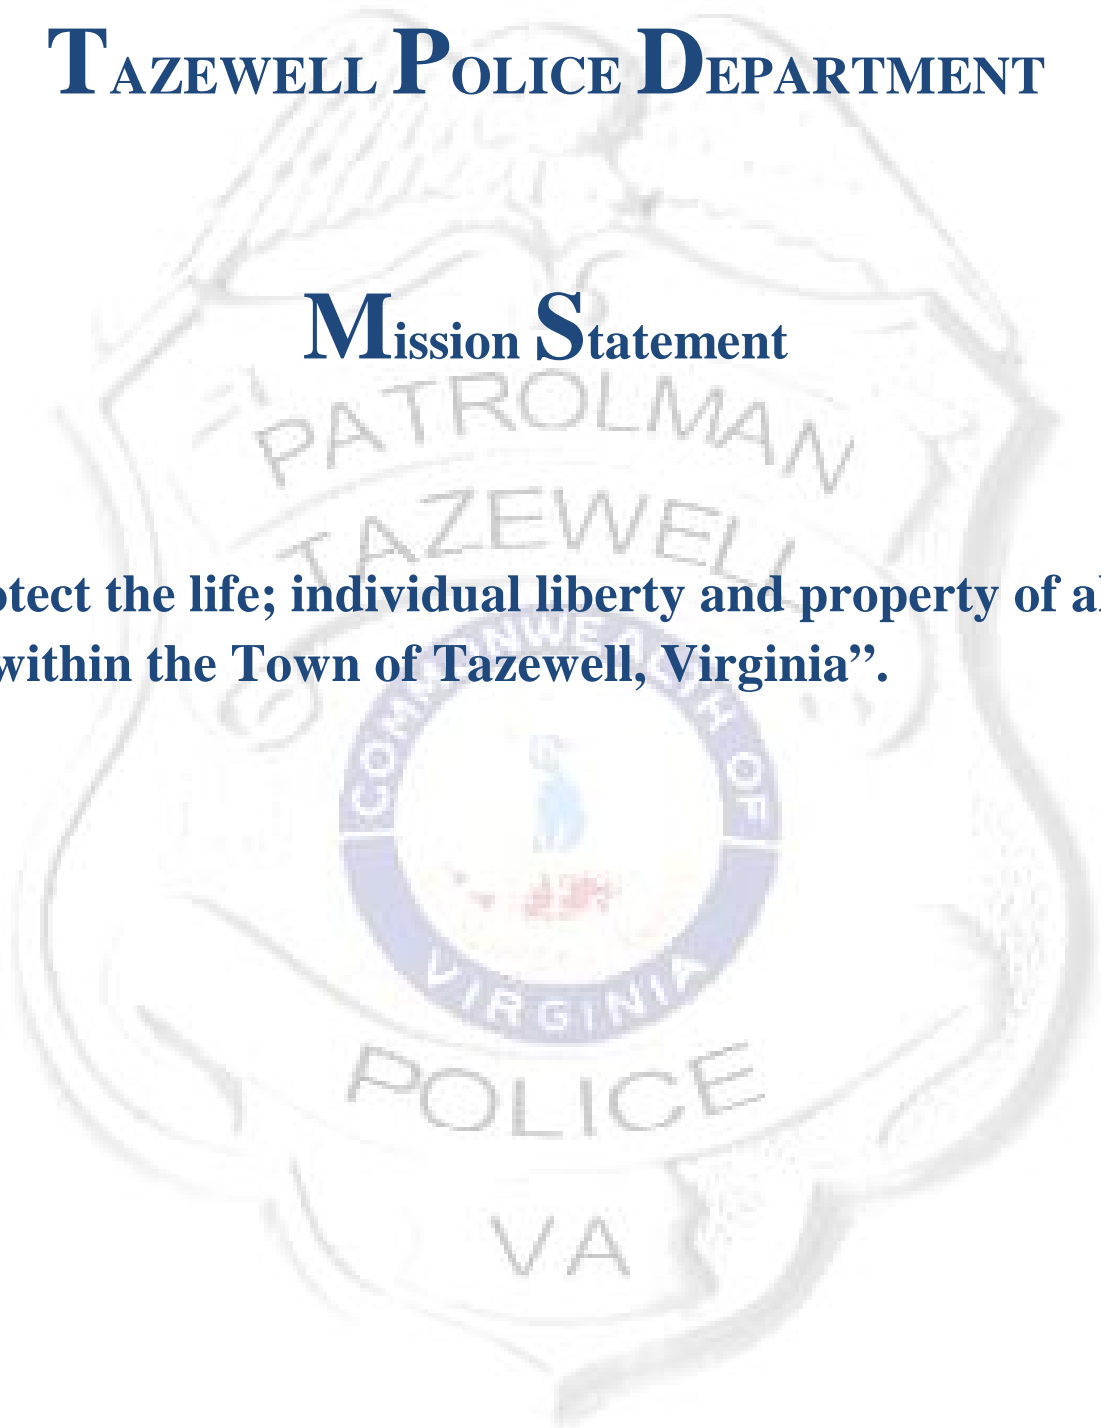 TAZEWELL POLICE DEPARTMENT
Mission Statement
PATROLMAN
TAZEWELL
otect the life; individual liberty and property of al
within the Town of Tazewell, Virginia”.
COMMONWEALTH OF
VIRGINIA
POLICE
VA